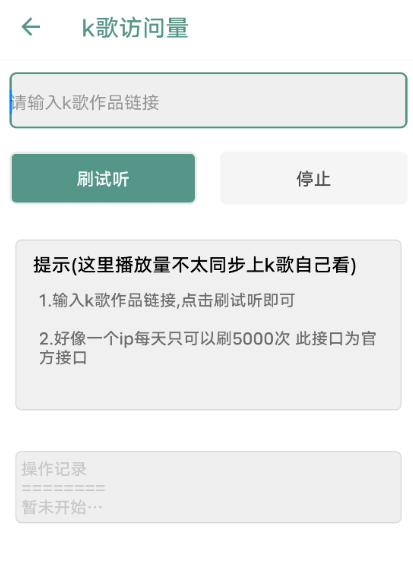 k歌访问量
请输入k歌作品链接
刷试听
停止
提示(这里播放量不太同步上k歌自己看)
1.输入k歌作品链接,点击刷试听即可
2.好像一个ip每天只可以刷5000次 此接口为官
方接口
操作记录
========
暂未开始…